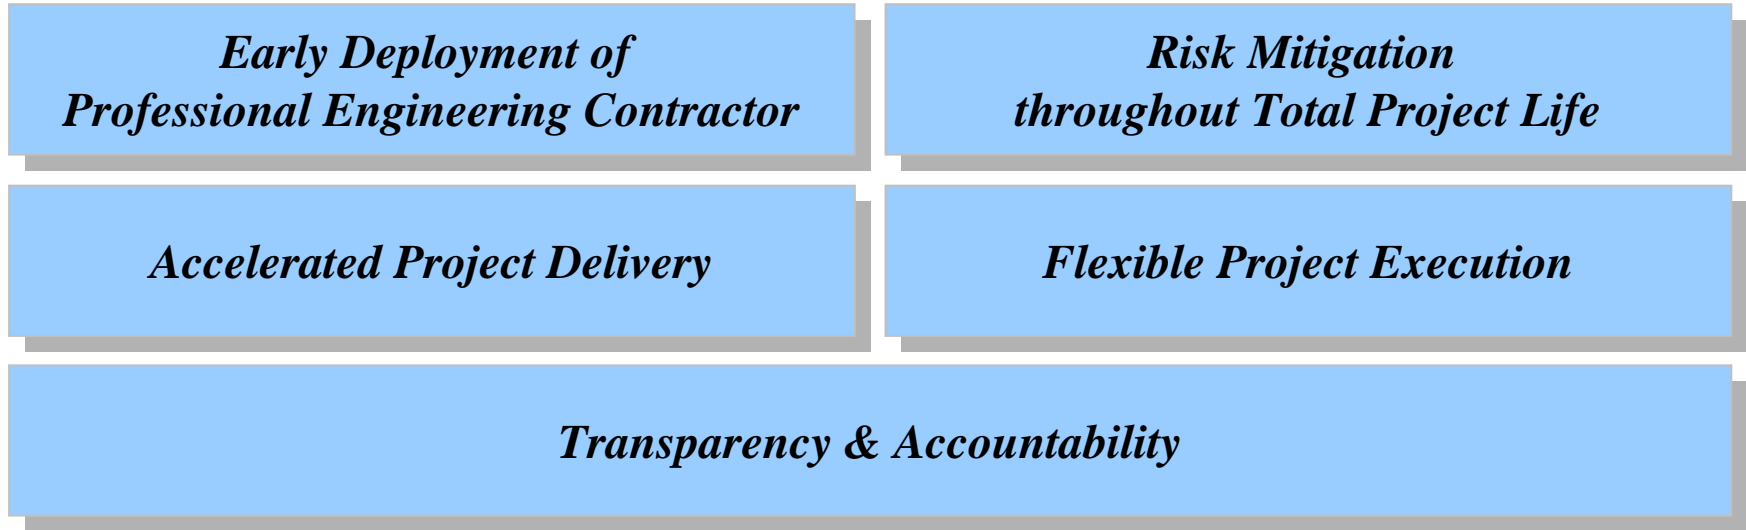 Early Deployment of
Professional Engineering Contractor
Risk Mitigation
throughout Total Project Life
Accelerated Project Delivery
Flexible Project Execution
Transparency & Accountability